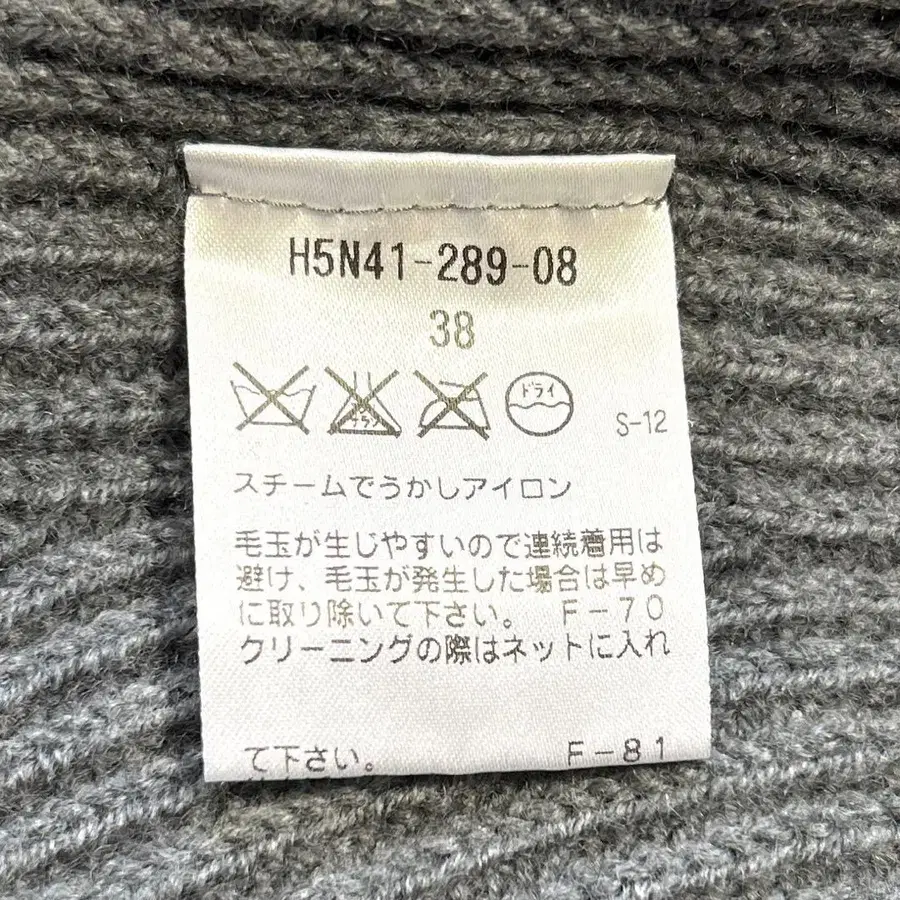 H5N41-289-08
38
ドライ
S-12
スチームでうかしアイロン
毛玉が生じやすいので連続着用は
避け、毛玉が発生した場合は早め
に取り除いて下さい。 F-70
クリーニングの際はネットに入れ
て下さい。 F-81